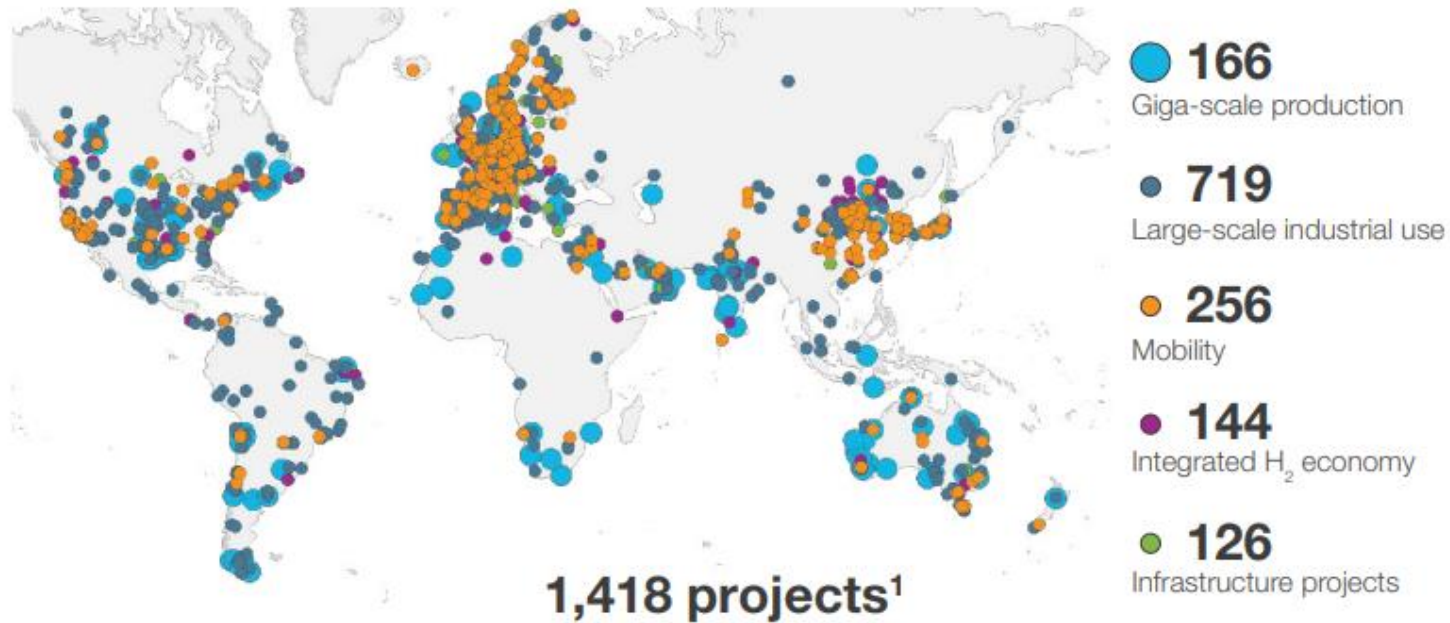 166
Giga-scale production
719
Large-scale industrial use
256
Mobility
144
Integrated H₂ economy
126
Infrastructure projects
1,418 projects¹